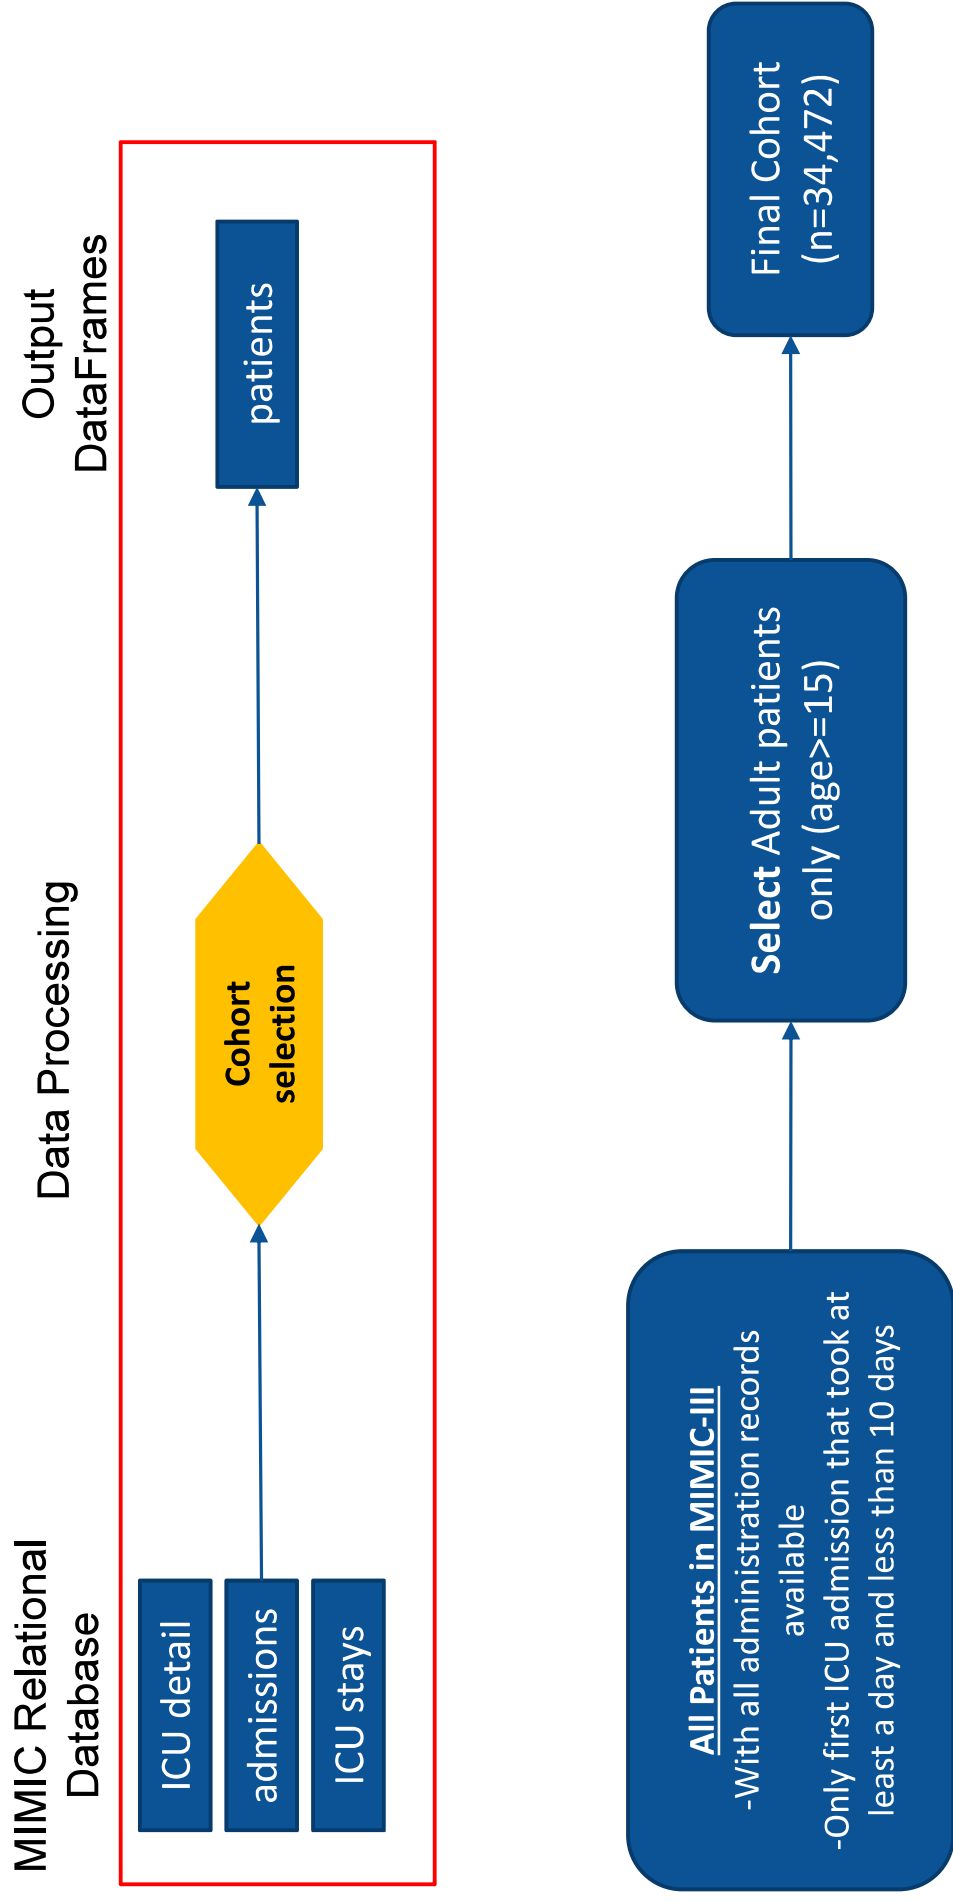 MIMIC Relational
Database
Data Processing
Output
DataFrames
ICU detail
admissions
ICU stays
Cohort
selection
patients
All Patients in MIMIC-III
-With all administration records
available
-Only first ICU admission that took at
least a day and less than 10 days
Select Adult patients
only (age>=15)
Final Cohort
(n=34,472)